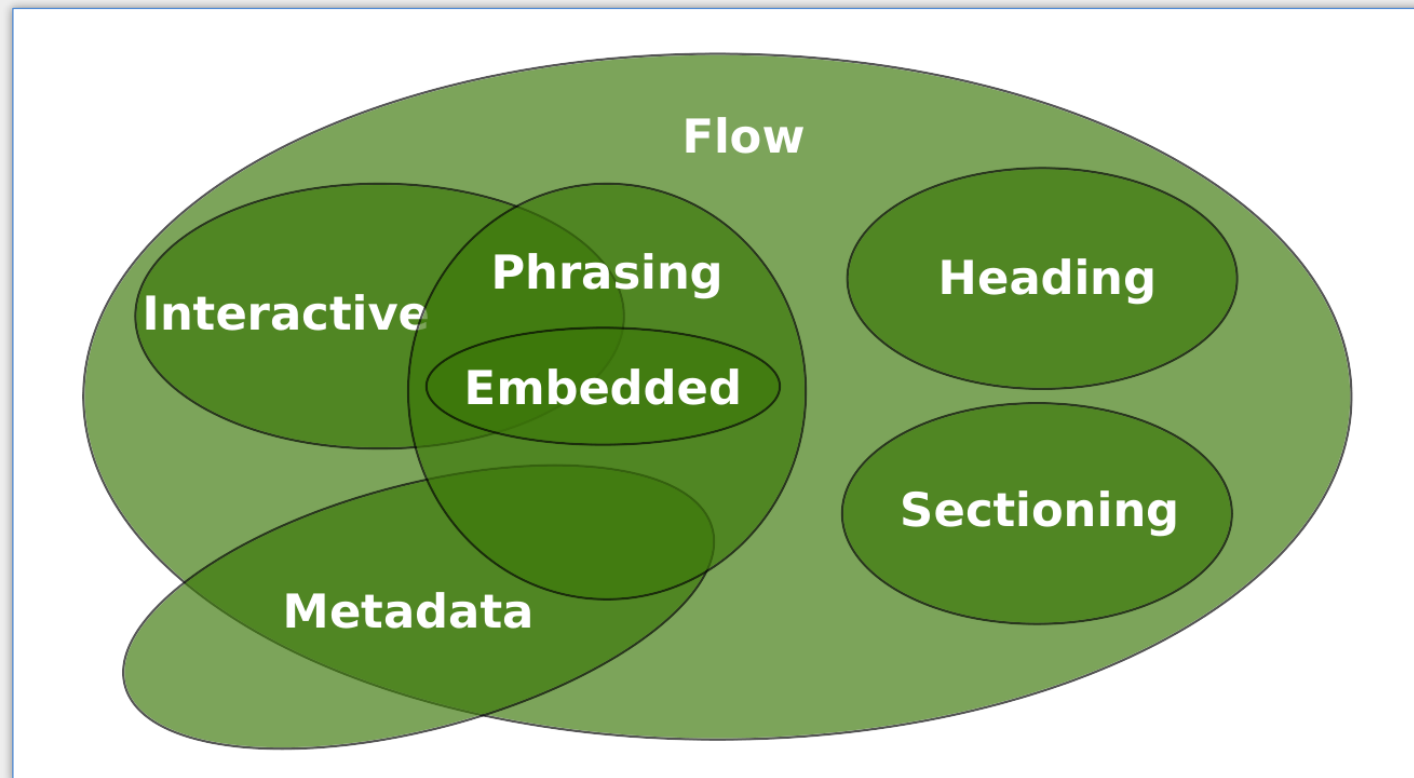 Flow
Phrasing
Heading
Interactive
Embedded
Sectioning
Metadata